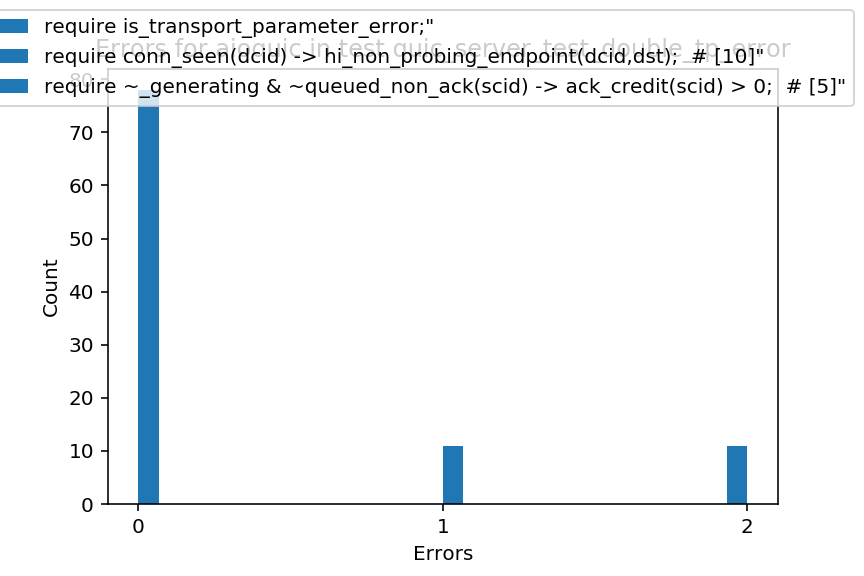 require is_transport_parameter_error;"
Errors for aioquic in test quic_server_test_double_tp_error
require conn_seen(dcid) -> hi_non_probing_endpoint(dcid,dst);  # [10]"
require ~_generating & ~queued_non_ack(scid) -> ack_credit(scid) > 0;  # [5]"
80
70
60
50
40
30
20
10
0
Count
0 1 2
Errors